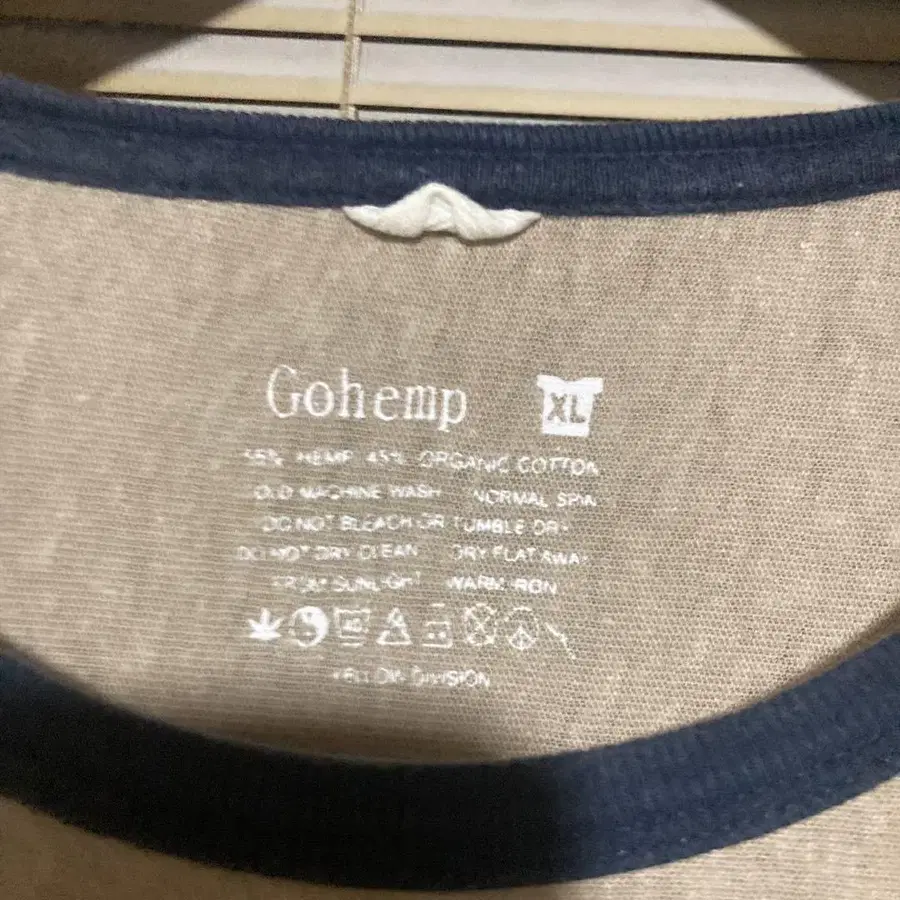 Gohemp XL
55% HEMP 45% ORGANIC COTTON
COLD MACHINE WASH NORMAL SPIN
DO NOT BLEACH OR TUMBLE DRY
DO NOT DRY CLEAN DRY FLAT AWAY
FROM SUNLIGHT WARM IRON
YELLOW DIVISION